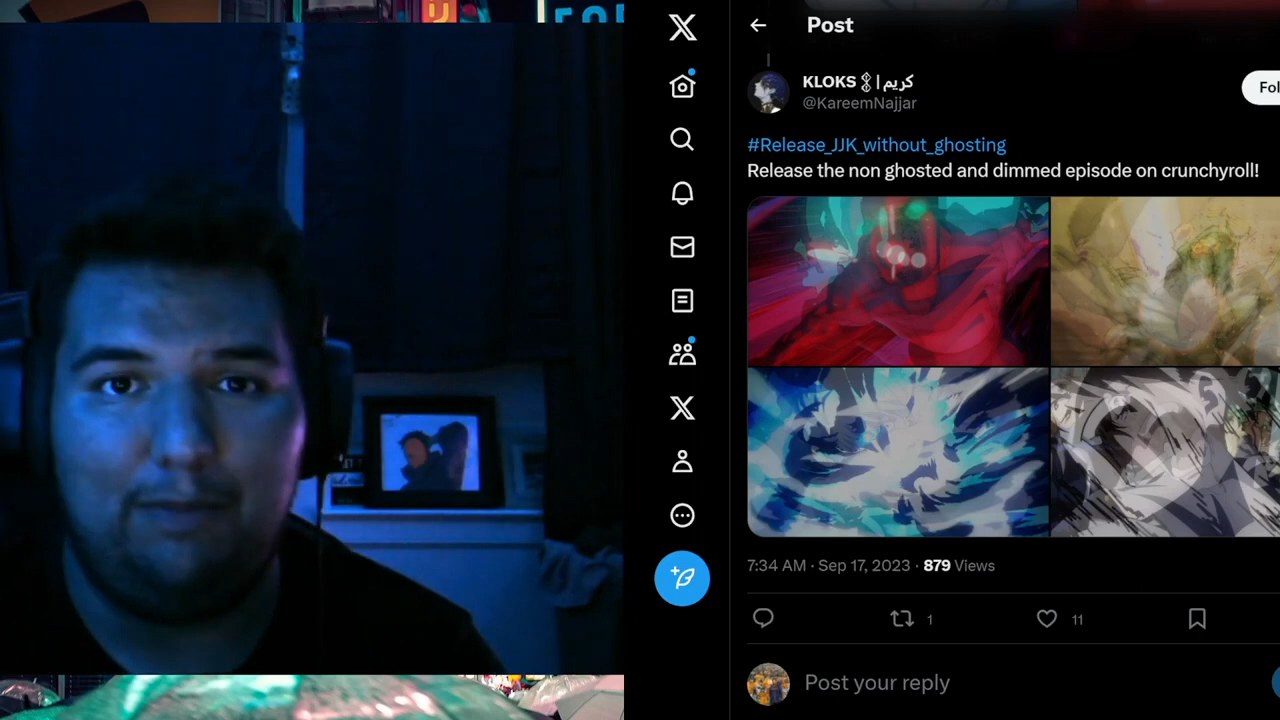 Post
KLOKS | كريم
@KareemNajjar
#Release_JJK_without_ghosting
Release the non ghosted and dimmed episode on crunchyroll!
7:34 AM · Sep 17, 2023 · 879 Views
1
11
Post your reply